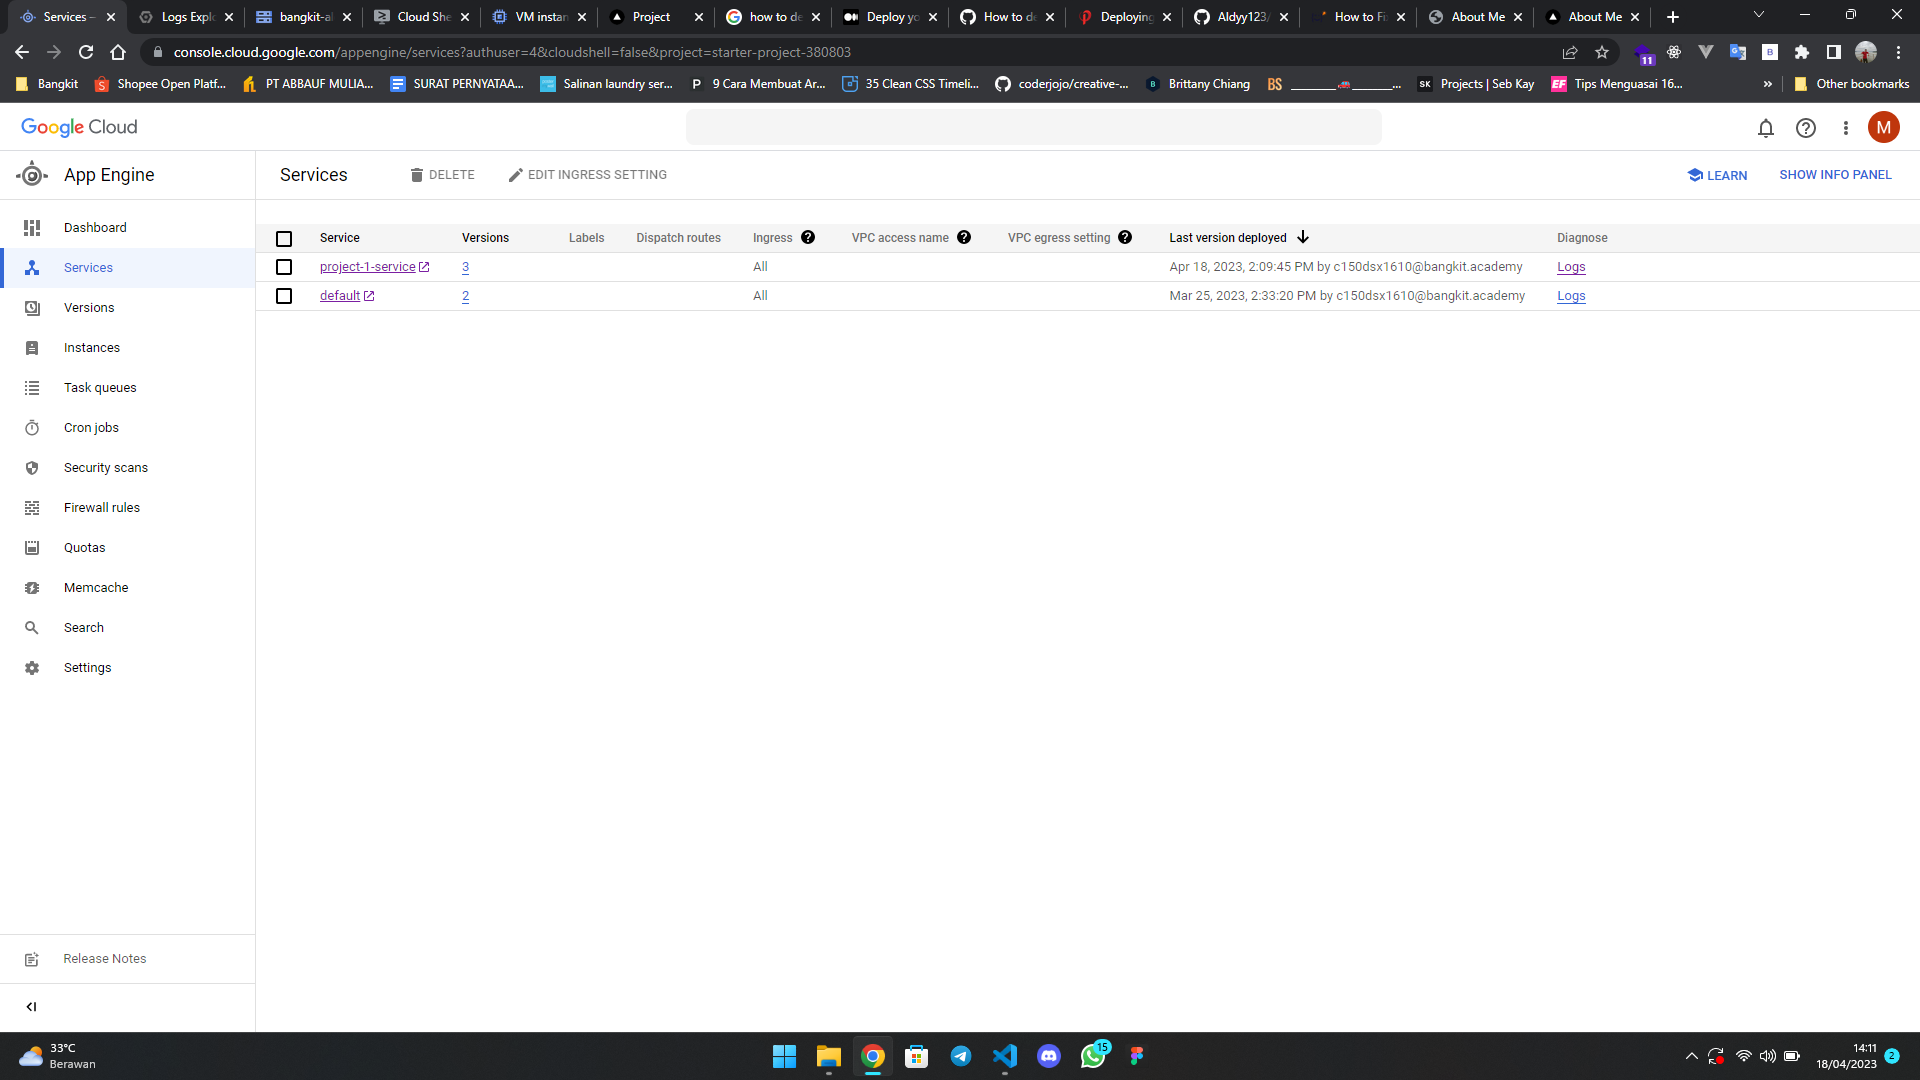 Services –
Logs Explo
bangkit-al
Cloud She
VM instan
Project
how to de
Deploy yo
How to de
Deploying
Aldyy123/
How to Fi
About Me
About Me
console.cloud.google.com/appengine/services?authuser=4&cloudshell=false&project=starter-project-380803
11
Bangkit
Shopee Open Platf...
PT ABBAUF MULIA...
SURAT PERNYATAA...
Salinan laundry ser...
9 Cara Membuat Ar...
35 Clean CSS Timeli...
coderjojo/creative-...
Brittany Chiang
BS
Projects | Seb Kay
Tips Menguasai 16...
»
Other bookmarks
Google Cloud
M
App Engine
Services
DELETE
EDIT INGRESS SETTING
LEARN
SHOW INFO PANEL
Dashboard
Services
Versions
Instances
Task queues
Cron jobs
Security scans
Firewall rules
Quotas
Memcache
Search
Settings
Release Notes
Service Versions Labels Dispatch routes Ingress VPC access name VPC egress setting Last version deployed Diagnose
project-1-service 3 All Apr 18, 2023, 2:09:45 PM by c150dsx1610@bangkit.academy Logs
default 2 All Mar 25, 2023, 2:33:20 PM by c150dsx1610@bangkit.academy Logs
33°C
Berawan
15
14:11
18/04/2023
2